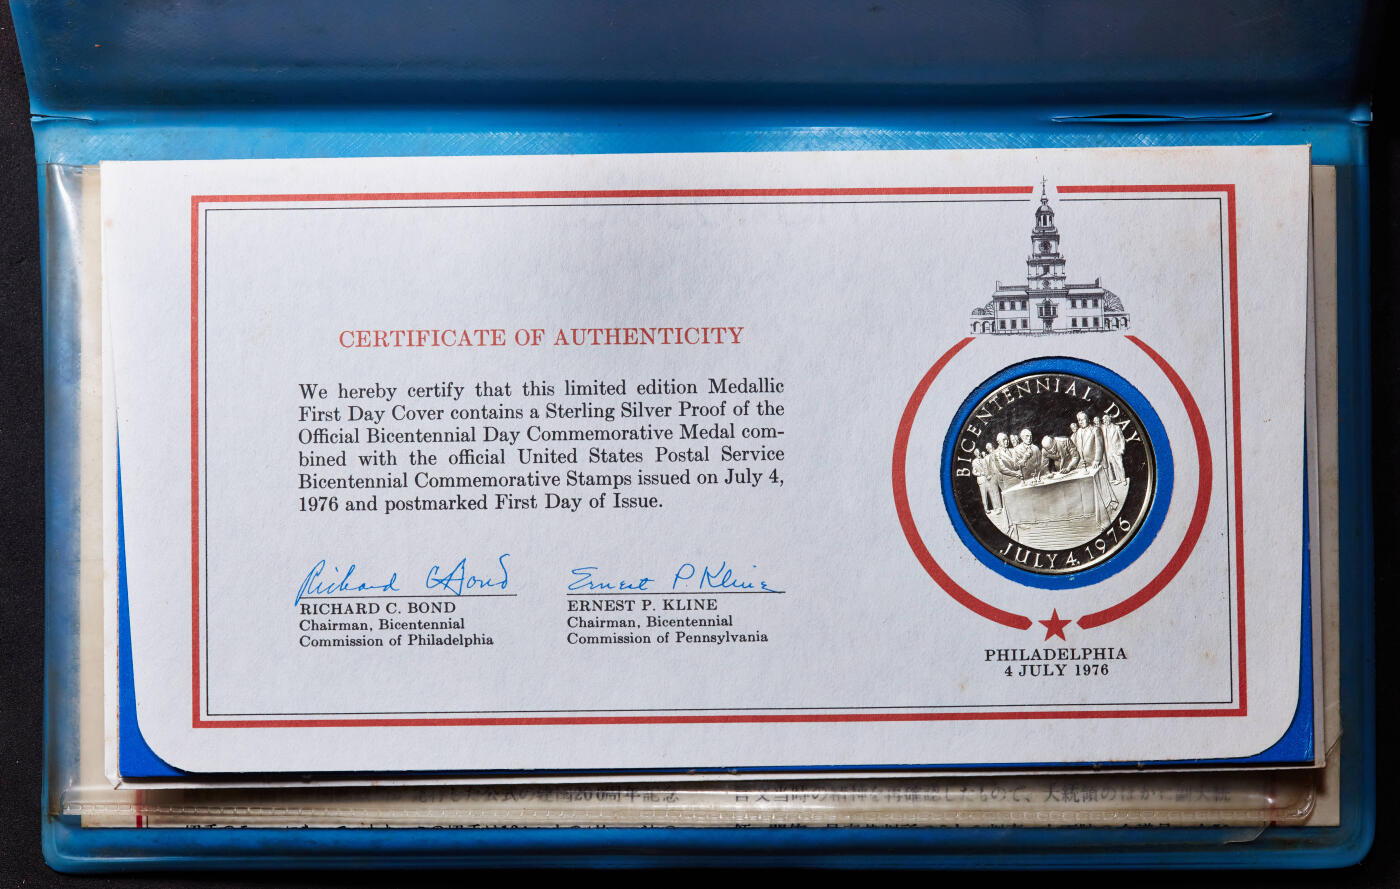 CERTIFICATE OF AUTHENTICITY
We hereby certify that this limited edition Medallic
First Day Cover contains a Sterling Silver Proof of the
Official Bicentennial Day Commemorative Medal com-
bined with the official United States Postal Service
Bicentennial Commemorative Stamps issued on July 4,
1976 and postmarked First Day of Issue.
Richard C Bond
RICHARD C. BOND
Chairman, Bicentennial
Commission of Philadelphia
Ernest P. Kline
ERNEST P. KLINE
Chairman, Bicentennial
Commission of Pennsylvania
BICENTENNIAL DAY
JULY 4, 1976
PHILADELPHIA
4 JULY 1976